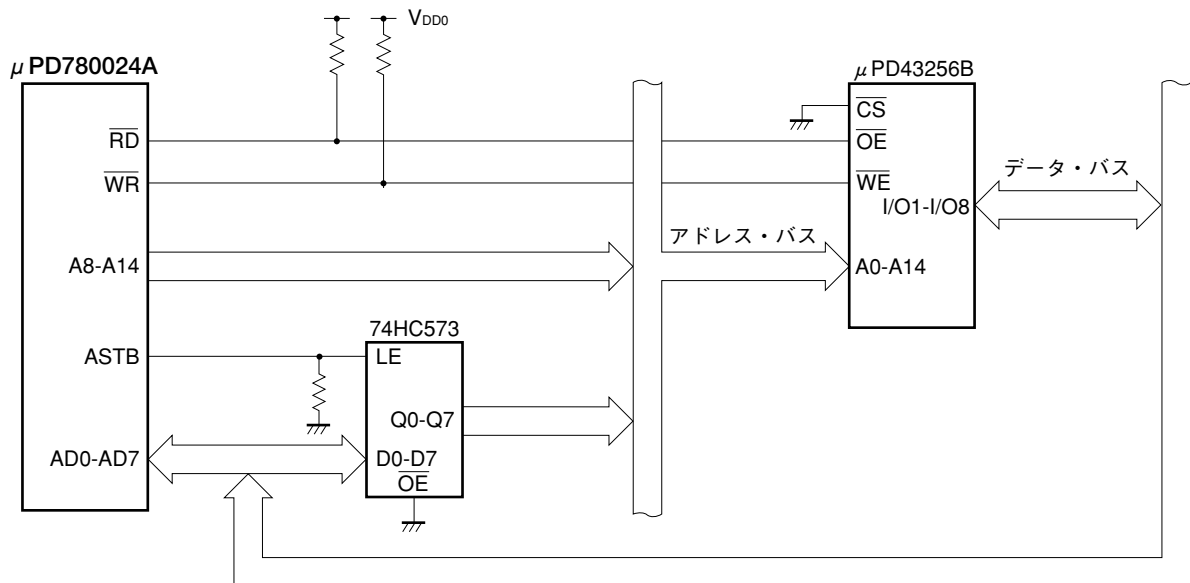 VDD0
μPD780024A
μPD43256B
CS
RD
OE
WR
WE
データ・バス
I/O1-I/O8
アドレス・バス
A8-A14
A0-A14
74HC573
ASTB
LE
Q0-Q7
AD0-AD7
D0-D7
OE